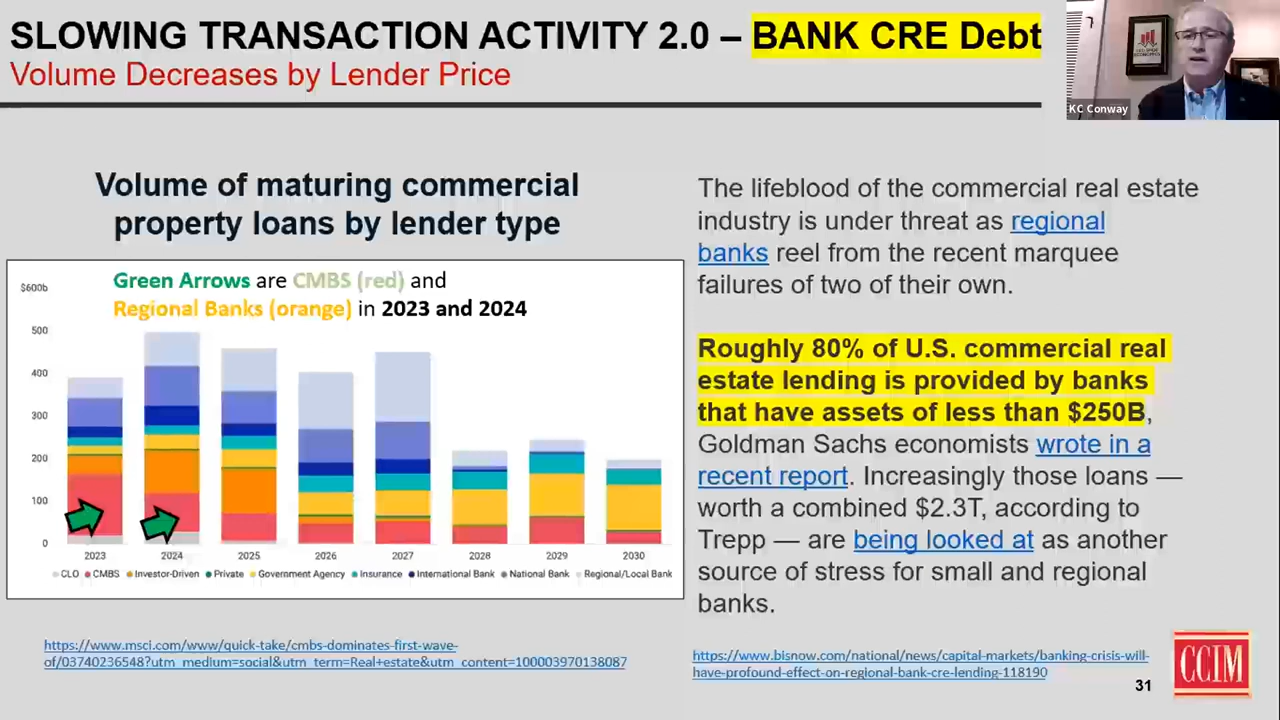 SLOWING TRANSACTION ACTIVITY 2.0 – BANK CRE Debt
Volume Decreases by Lender Price
KC Conway
Volume of maturing commercial
property loans by lender type
Green Arrows are CMBS (red) and
Regional Banks (orange) in 2023 and 2024
$600b
500
400
300
200
100
0
2023 2024 2025 2026 2027 2028 2029 2030
CLO CMBS Investor-Driven Private Government Agency Insurance International Bank National Bank Regional/Local Bank
https://www.msci.com/www/quick-take/cmbs-dominates-first-wave-
of/03740236548?utm_medium=social&utm_term=Real+estate&utm_content=100003970138087
The lifeblood of the commercial real estate
industry is under threat as regional
banks reel from the recent marquee
failures of two of their own.
Roughly 80% of U.S. commercial real
estate lending is provided by banks
that have assets of less than $250B,
Goldman Sachs economists wrote in a
recent report. Increasingly those loans —
worth a combined $2.3T, according to
Trepp — are being looked at as another
source of stress for small and regional
banks.
https://www.bisnow.com/national/news/capital-markets/banking-crisis-will-
have-profound-effect-on-regional-bank-cre-lending-118190
31
CCIM